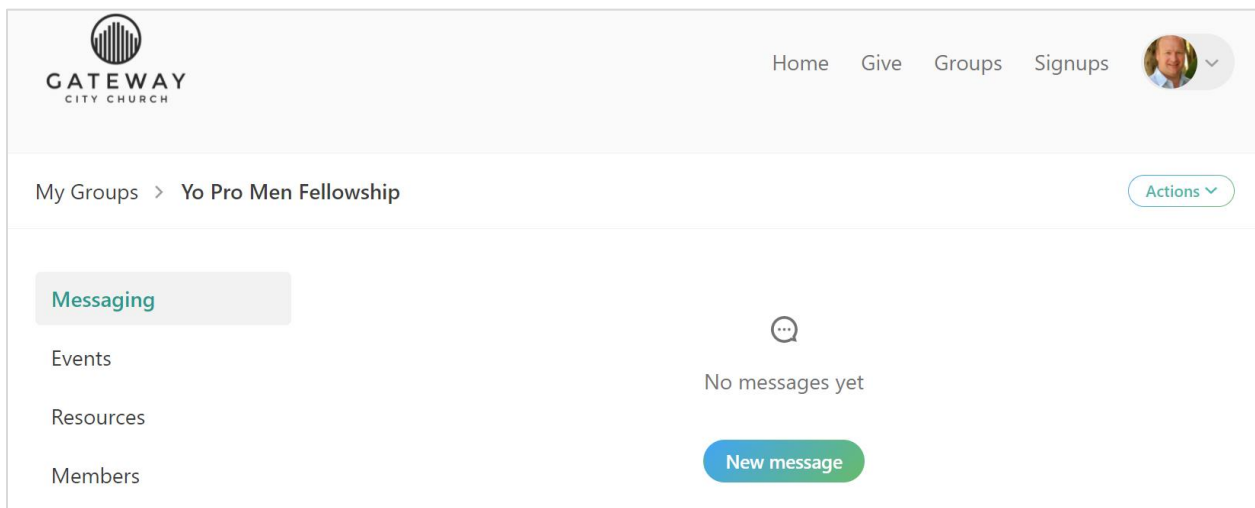 GATEWAY
CITY CHURCH
Home Give Groups Signups
My Groups > Yo Pro Men Fellowship
Actions
Messaging
Events
Resources
Members
No messages yet
New message